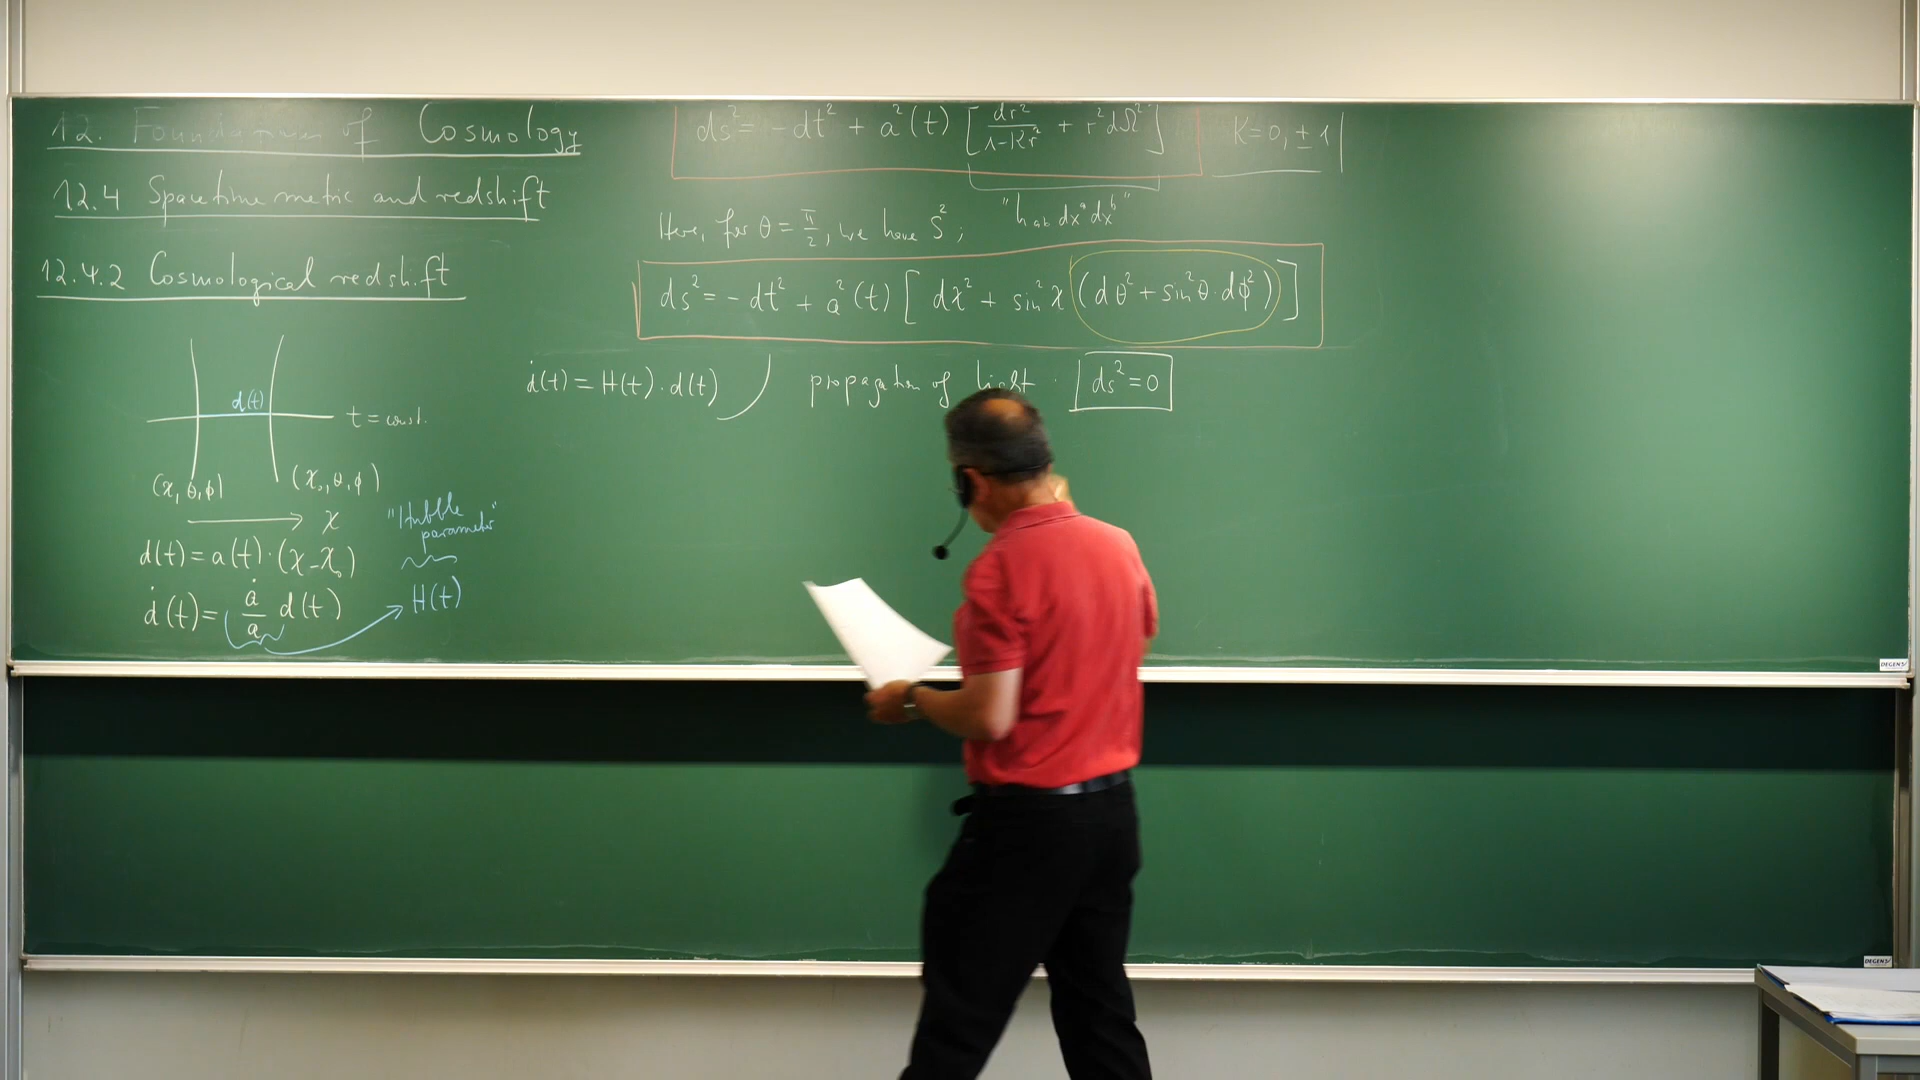 12. Foundations of Cosmology
12.4 Spacetime metric and redshift
12.4.2 Cosmological redshift
d(t)
t = const.
(χ, θ, φ)
(χ₀, θ, φ)
χ
d(t) = a(t)·(χ-χ₀)
ḋ(t) = ȧ/a d(t)
"Hubble
parameter"
H(t)
ds² = -dt² + a²(t) [dr²/1-Kr² + r²dΩ²]
K = 0, ± 1
"h_ab dx^a dx^b"
Here, for θ = π/2, we have S²;
ds² = - dt² + a²(t) [dχ² + sin²χ (dθ² + sin²θ·dφ²)]
ḋ(t) = H(t)·d(t)
propagation of light · ds² = 0
DEGEN
DEGEN